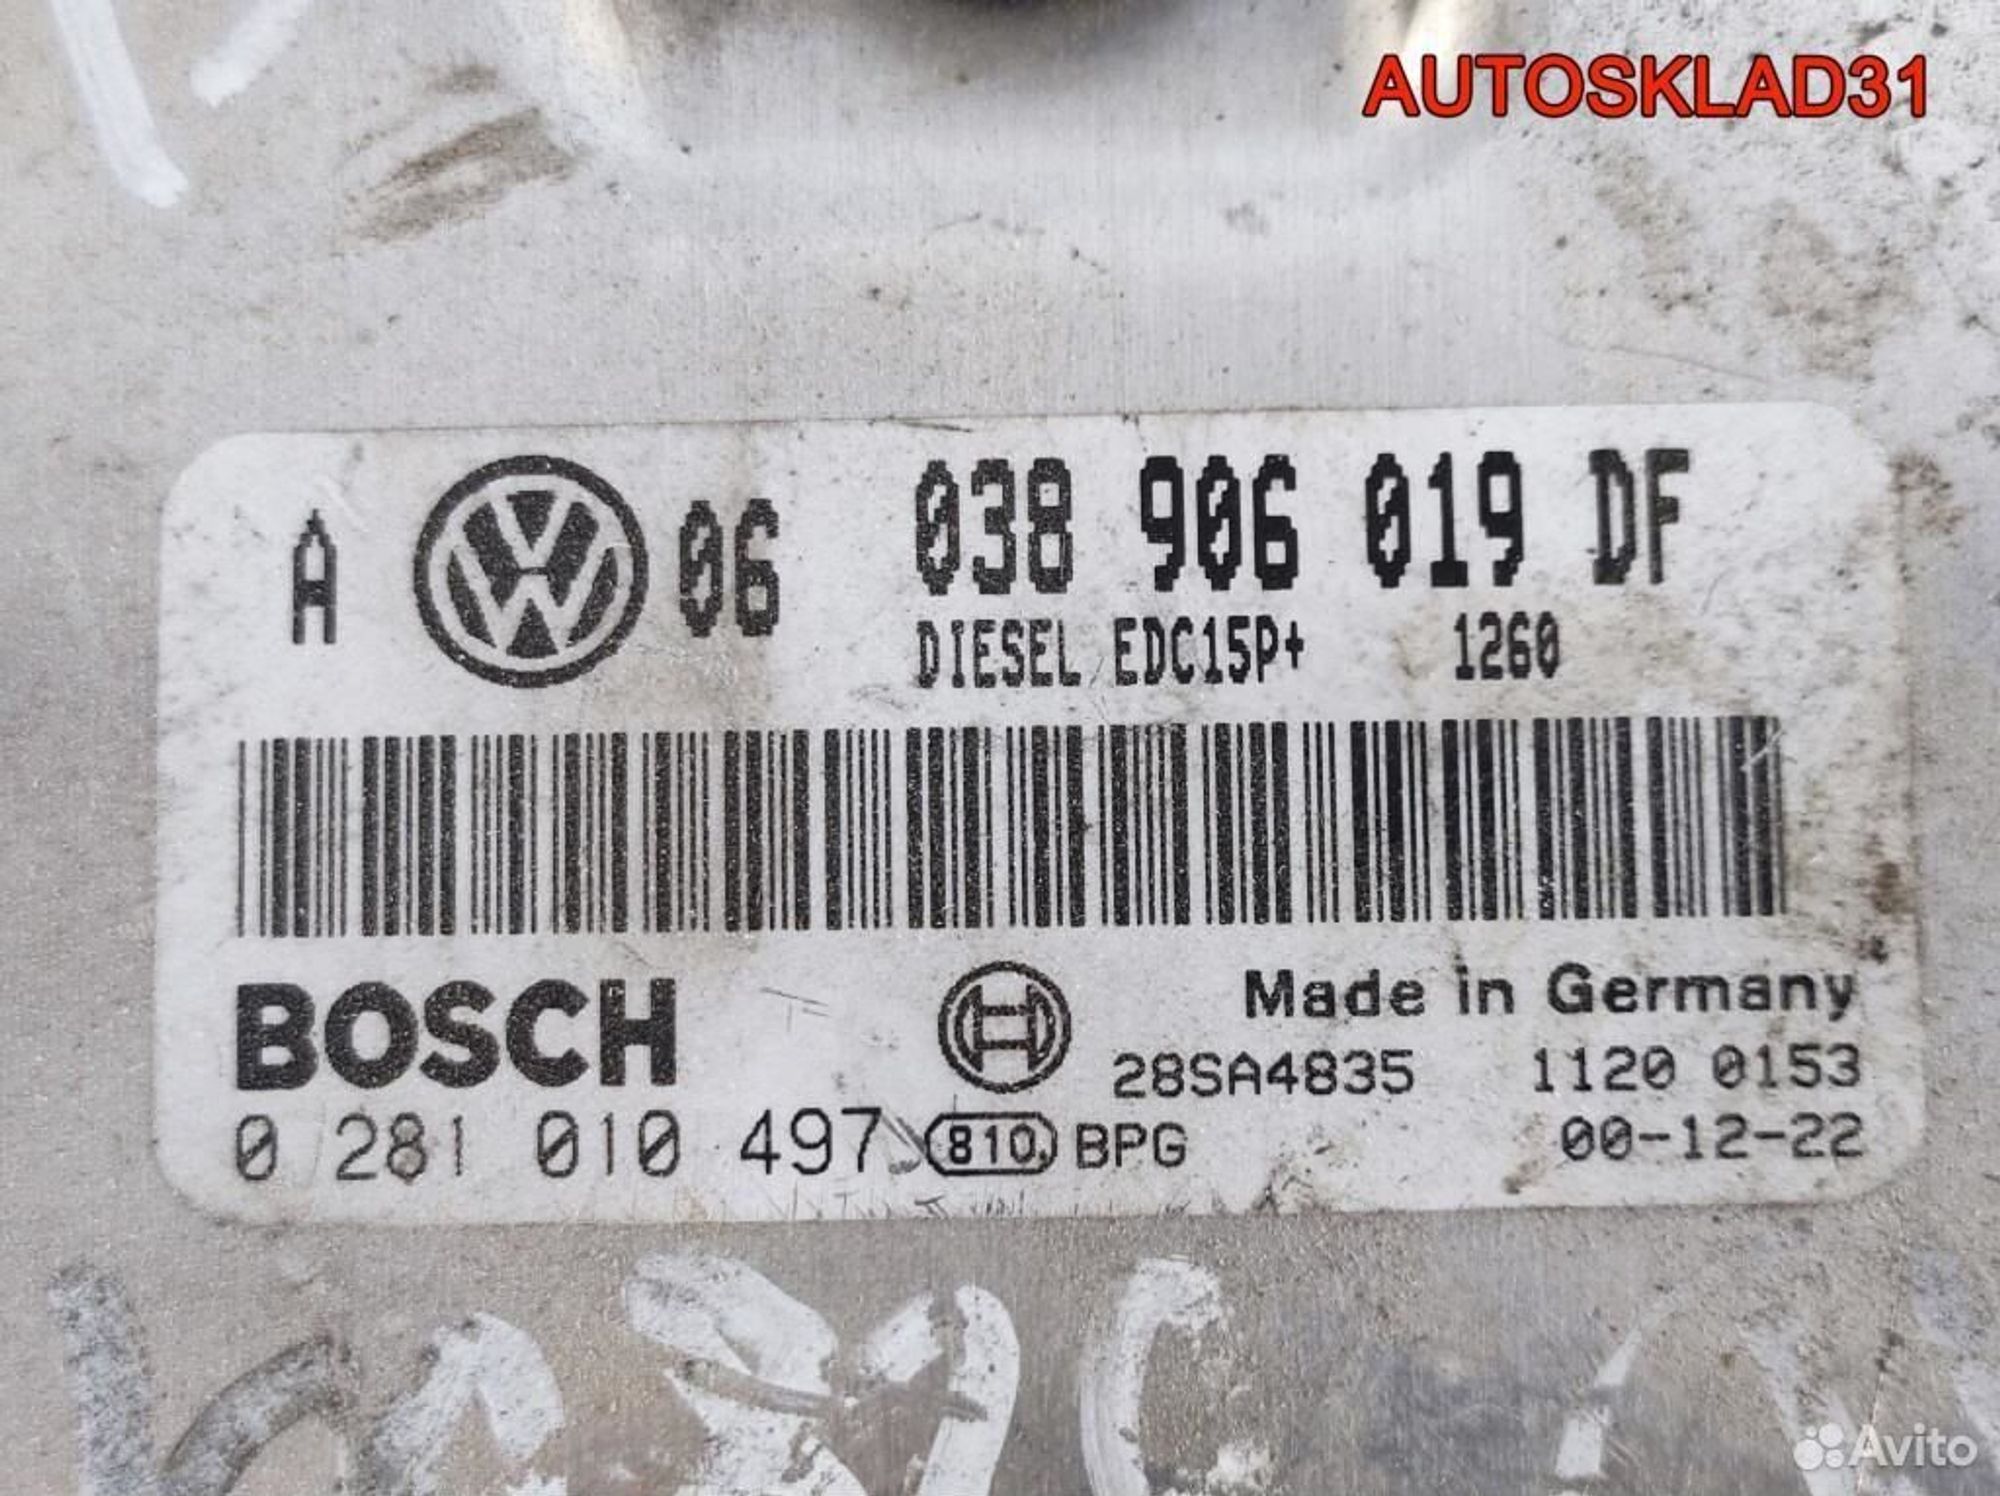 AUTOSKLAD31
A 06 038 906 019 DF
DIESEL EDC15P+ 1260
BOSCH
Made in Germany
28SA4835 1120 0153
0 281 010 497 810 BPG 00-12-22
Avito